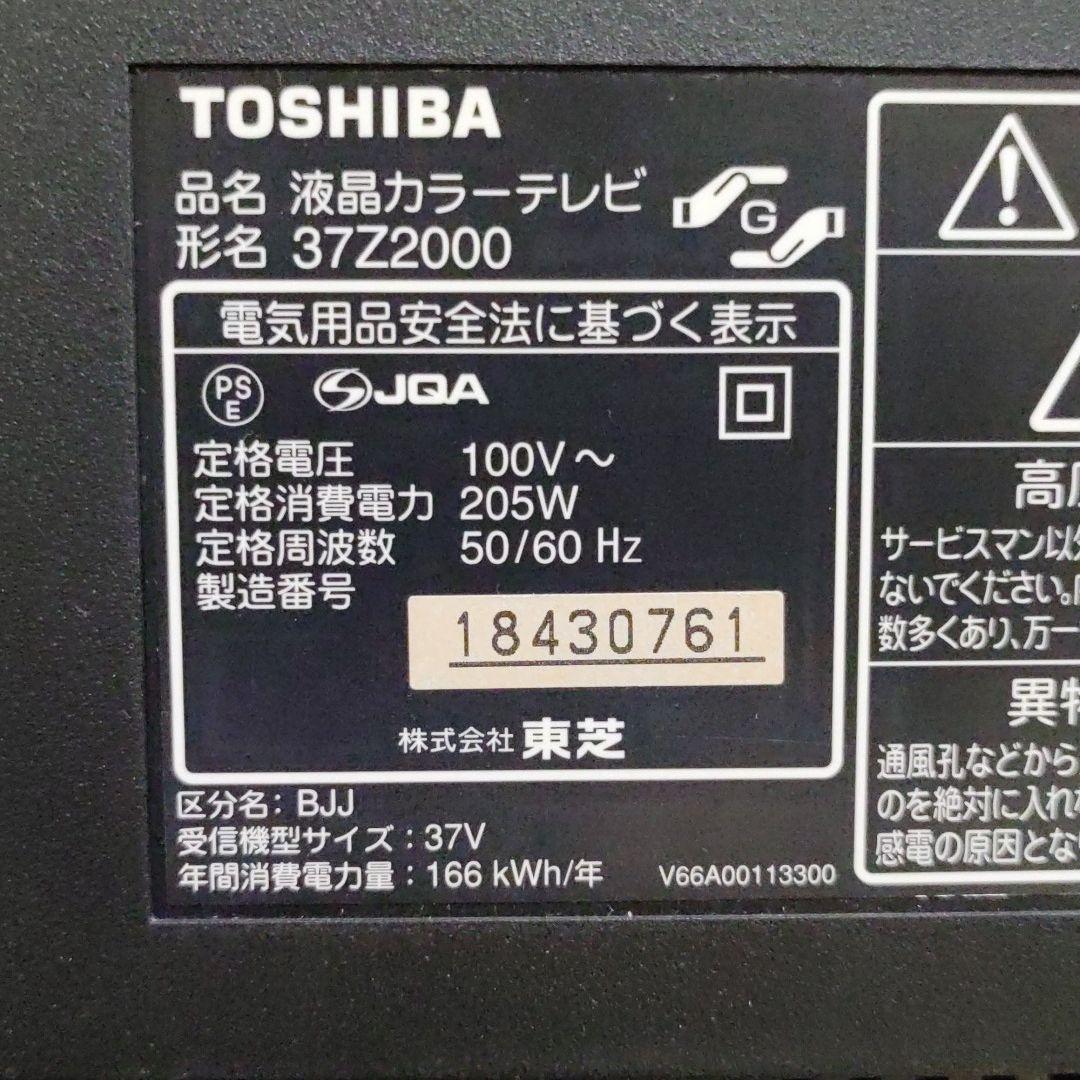 TOSHIBA
品名 液晶カラーテレビ
形名 37Z2000
G
電気用品安全法に基づく表示
PS
E
JQA
定格電圧 100V～
定格消費電力 205W
定格周波数 50/60 Hz
製造番号
18430761
株式会社 東芝
区分名：BJJ
受信機型サイズ：37V
年間消費電力量：166 kWh/年
V66A00113300
高
サービスマン以外
ないでください。
数多くあり、万一
異物
通風孔などから
のを絶対に入れ
感電の原因とな